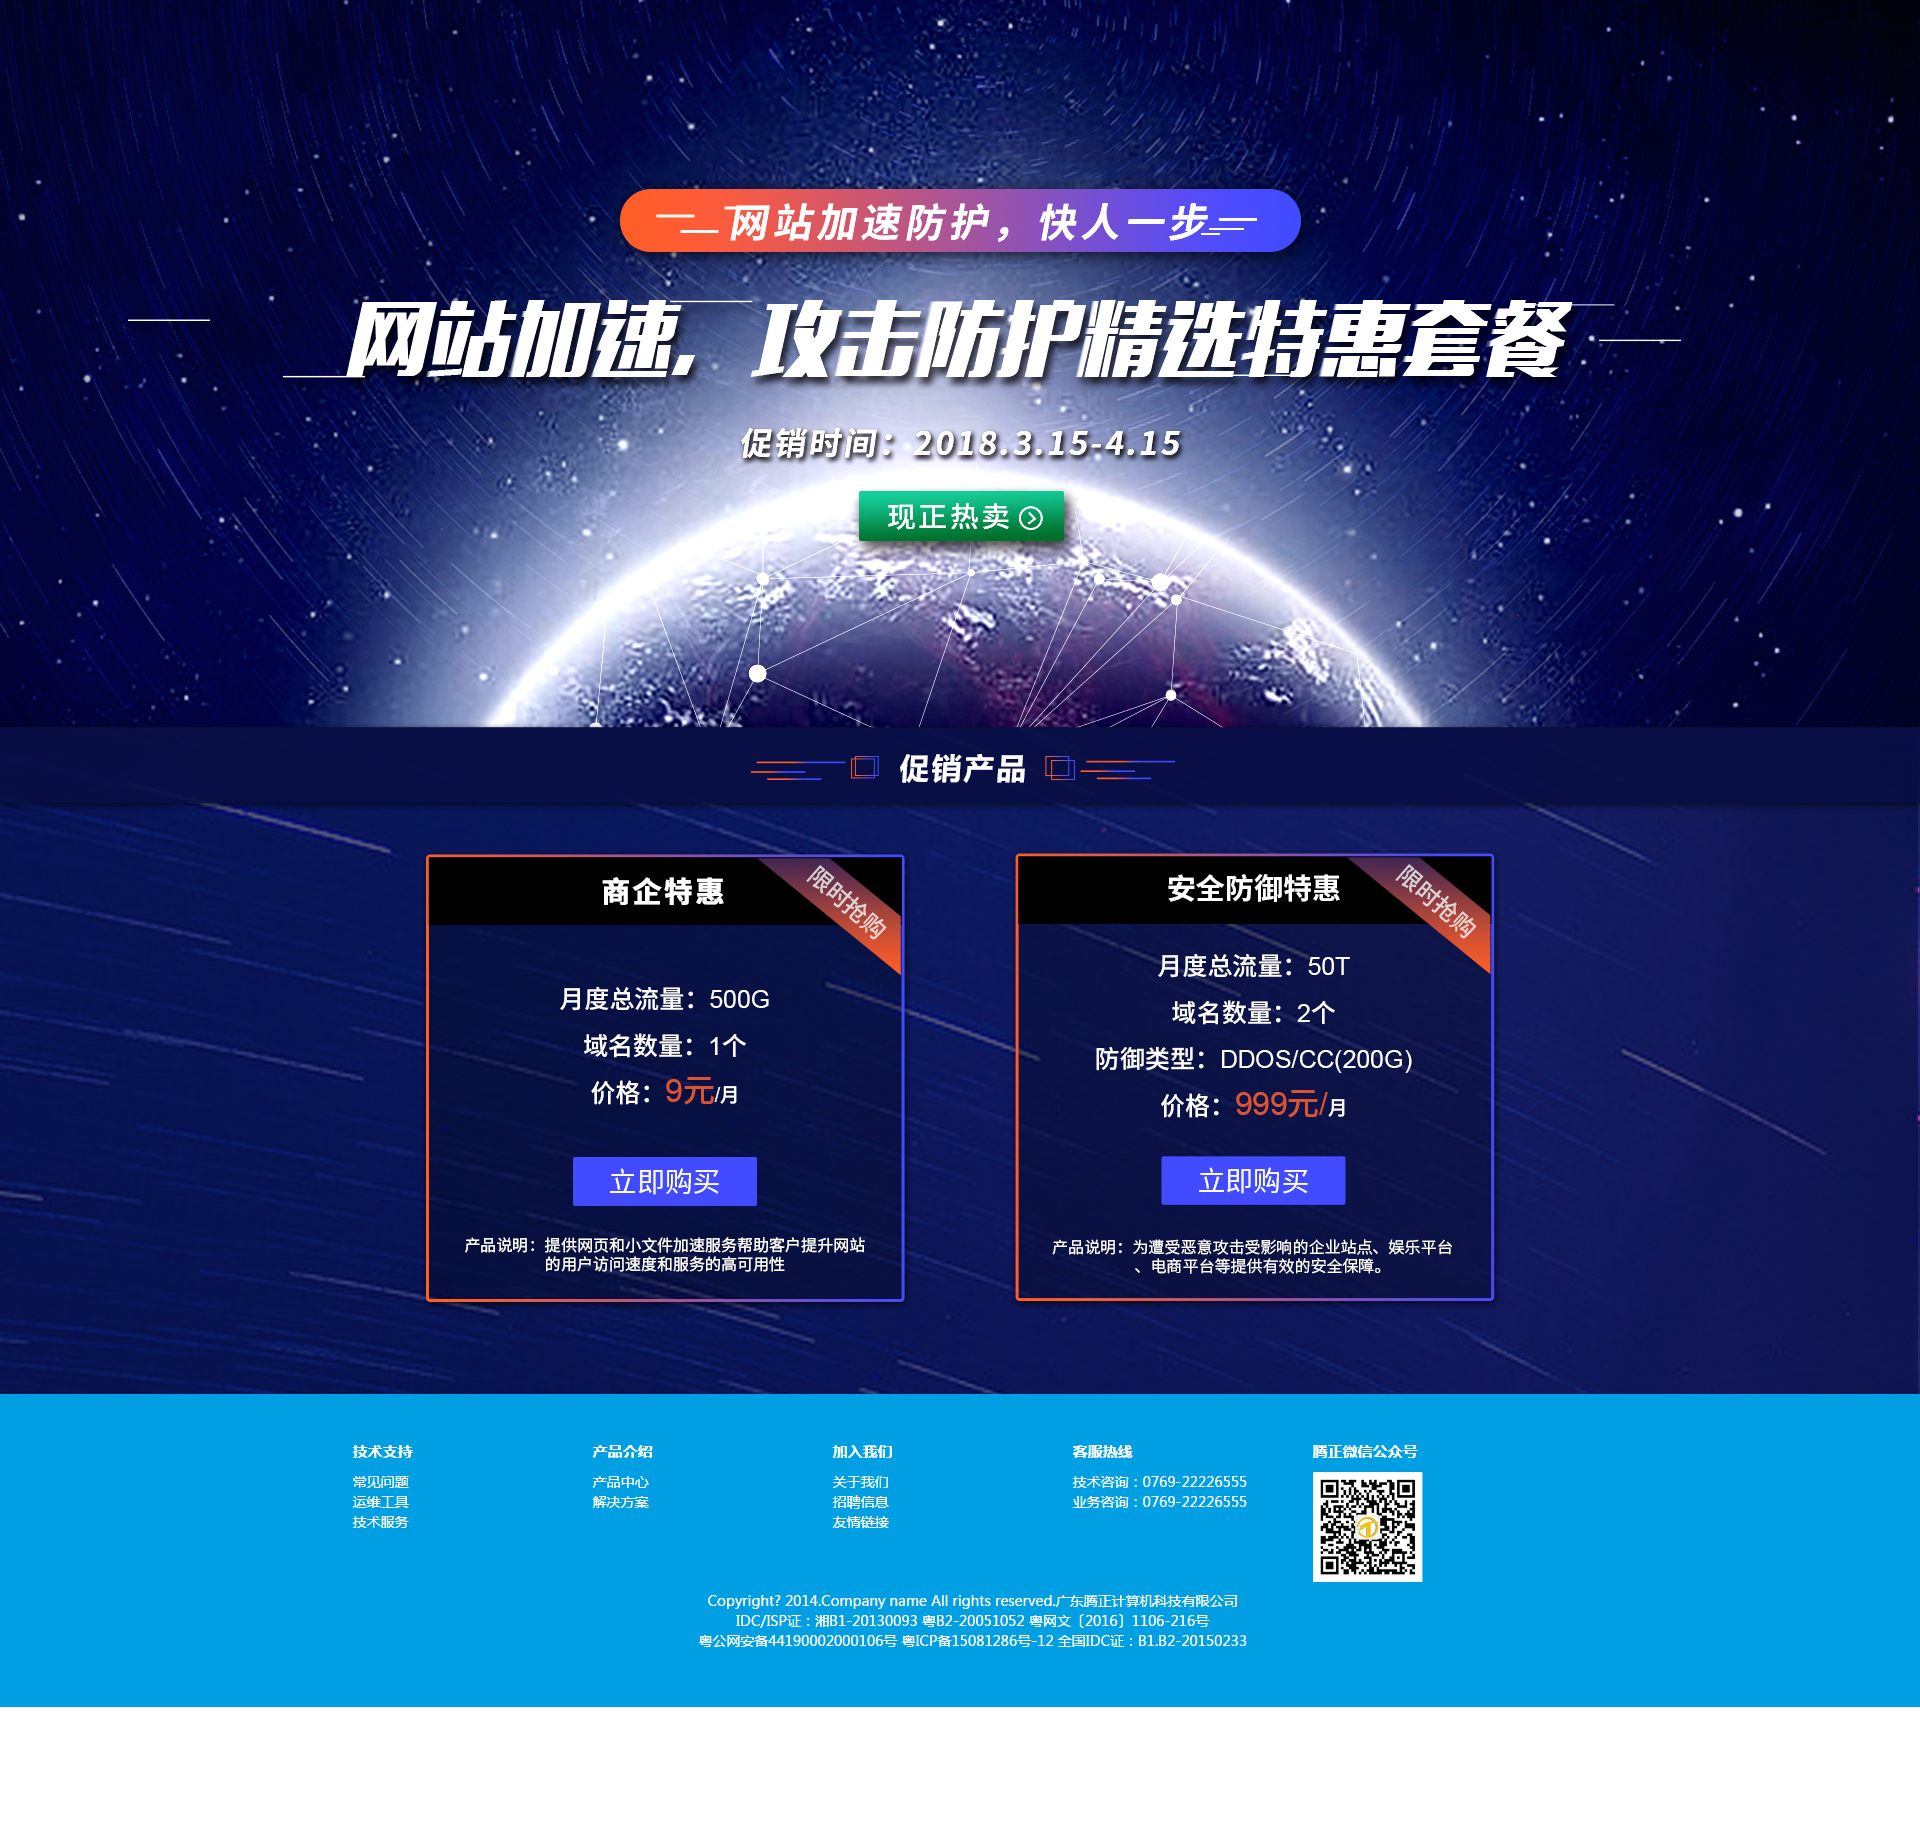 网站加速防护，快人一步
网站加速，攻击防护精选特惠套餐
促销时间：2018.3.15-4.15
现正热卖
促销产品
商企特惠
限时抢购
月度总流量：500G
域名数量：1个
价格：9元/月
立即购买
产品说明：提供网页和小文件加速服务帮助客户提升网站
的用户访问速度和服务的高可用性
安全防御特惠
限时抢购
月度总流量：50T
域名数量：2个
防御类型：DDOS/CC(200G)
价格：999元/月
立即购买
产品说明：为遭受恶意攻击受影响的企业站点、娱乐平台
、电商平台等提供有效的安全保障。
技术支持
常见问题
运维工具
技术服务
产品介绍
产品中心
解决方案
加入我们
关于我们
招聘信息
友情链接
客服热线
技术咨询：0769-22226555
业务咨询：0769-22226555
腾正微信公众号
Copyright? 2014.Company name All rights reserved.广东腾正计算机科技有限公司
IDC/ISP证：湘B1-20130093 粤B2-20051052 粤网文〔2016〕1106-216号
粤公网安备44190002000106号 粤ICP备15081286号-12 全国IDC证：B1.B2-20150233